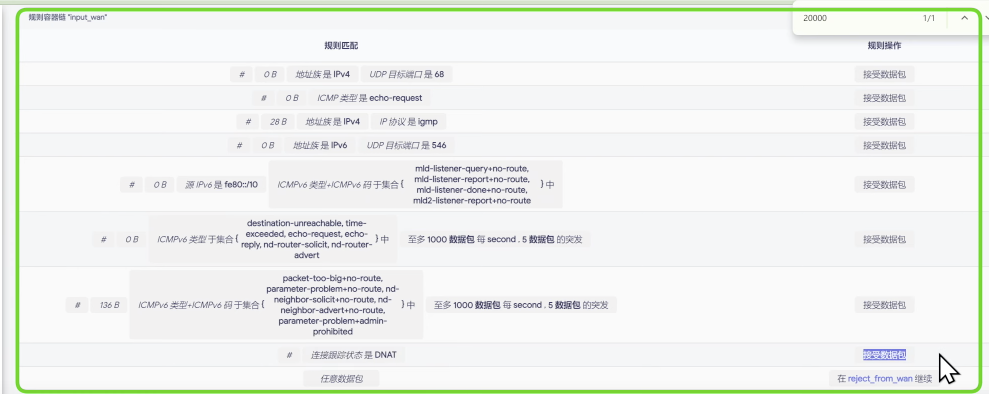 规则容器链 "input_wan"
20000 1/1
规则匹配 规则操作
# 0 B 地址族 是 IPv4 UDP 目标端口 是 68 接受数据包
# 0 B ICMP 类型 是 echo-request 接受数据包
# 28 B 地址族 是 IPv4 IP 协议 是 igmp 接受数据包
# 0 B 地址族 是 IPv6 UDP 目标端口 是 546 接受数据包
mld-listener-query+no-route,
mld-listener-report+no-route,
# 0 B 源 IPv6 是 fe80::/10 ICMPv6 类型+ICMPv6 码 于集合 { } 中 接受数据包
mld-listener-done+no-route,
mld2-listener-report+no-route
destination-unreachable, time-
exceeded, echo-request, echo-
# 0 B ICMPv6 类型 于集合 { } 中 至多 1000 数据包 每 second . 5 数据包 的突发 接受数据包
reply, nd-router-solicit, nd-router-
advert
packet-too-big+no-route,
parameter-problem+no-route, nd-
neighbor-solicit+no-route, nd-
# 136 B ICMPv6 类型+ICMPv6 码 于集合 { } 中 至多 1000 数据包 每 second . 5 数据包 的突发 接受数据包
neighbor-advert+no-route,
parameter-problem+admin-
prohibited
# 连接跟踪状态 是 DNAT 接受数据包
任意数据包 在 reject_from_wan 继续